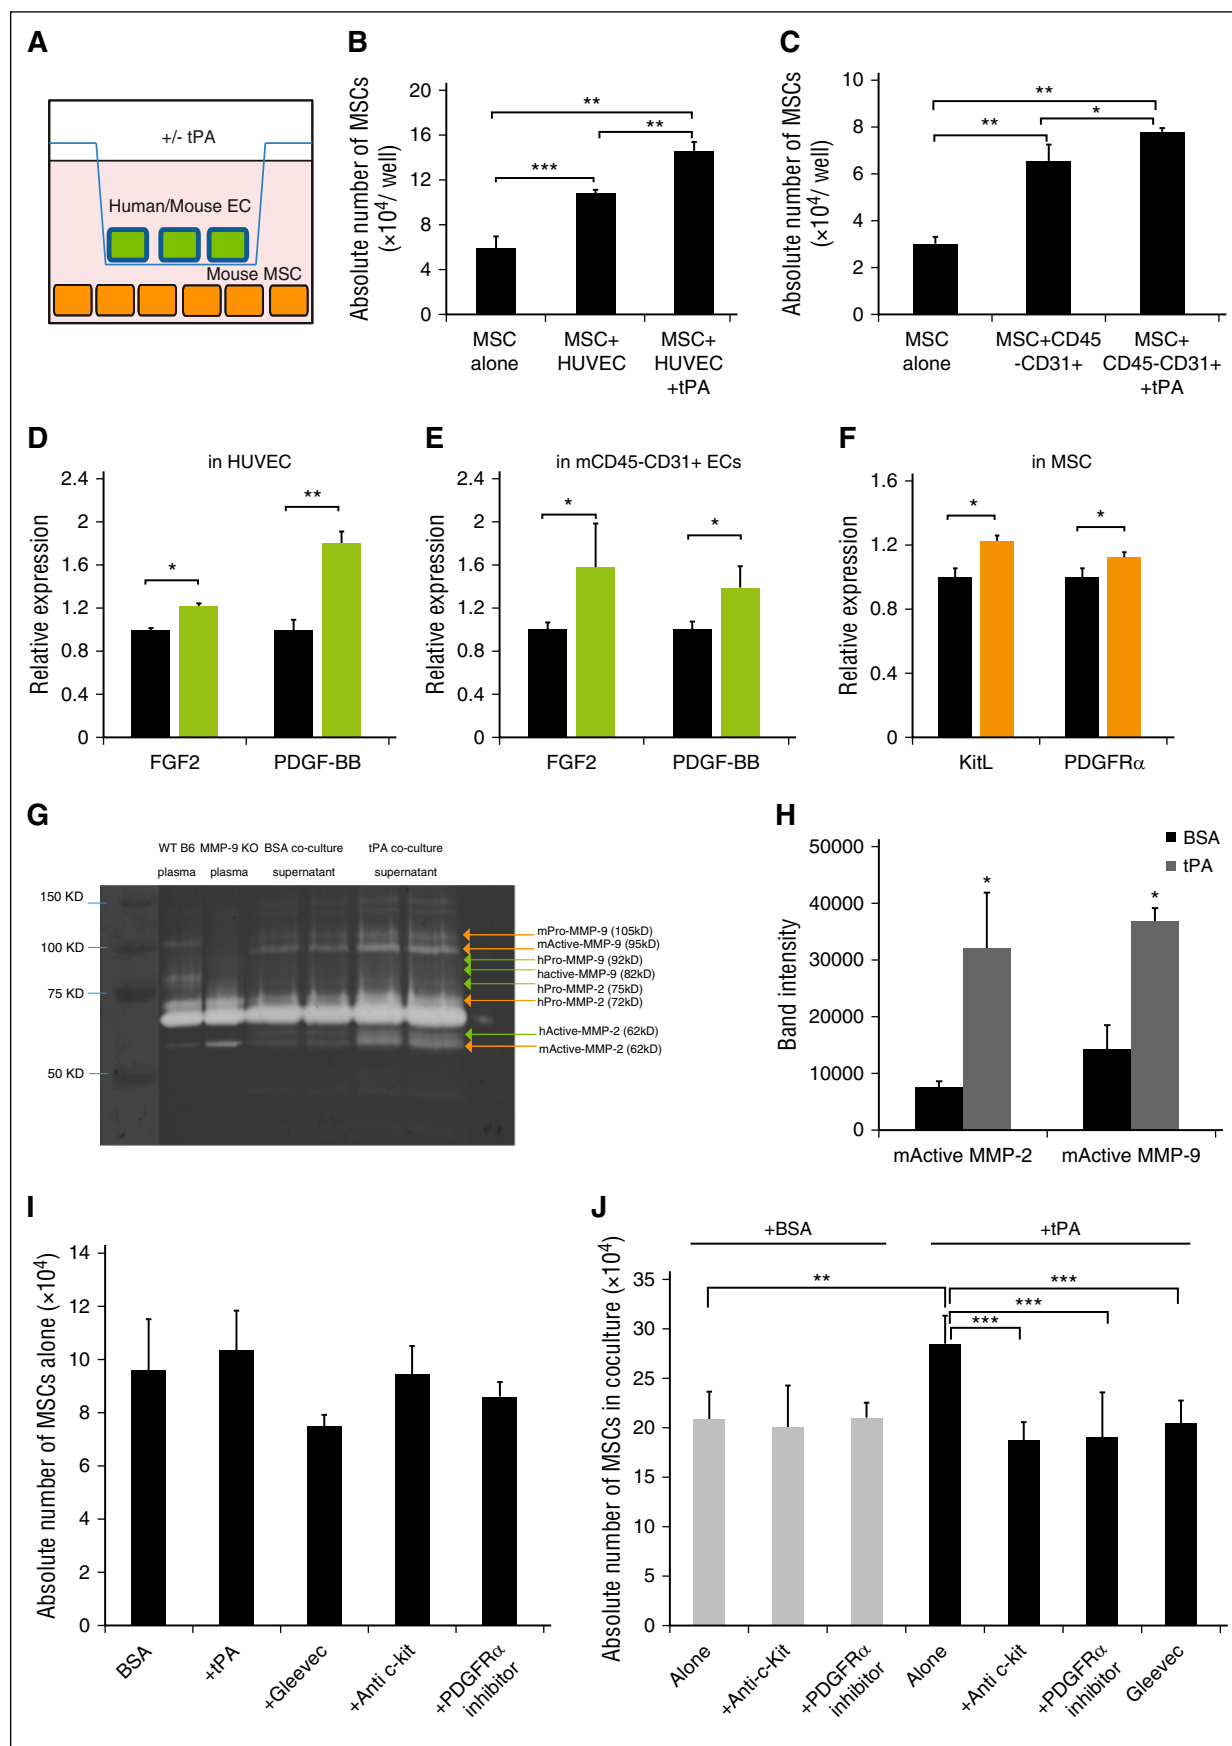 A
+/- tPA
Human/Mouse EC
Mouse MSC
B
Absolute number of MSCs
(×10⁴/ well)
20
16
12
8
4
0
**
**
***
MSC
alone
MSC+
HUVEC
MSC+
HUVEC
+tPA
C
Absolute number of MSCs
(×10⁴/ well)
10
8
6
4
2
0
**
**
*
MSC
alone
MSC+CD45
-CD31+
MSC+
CD45-CD31+
+tPA
D
in HUVEC
Relative expression
2.4
2
1.6
1.2
0.8
0.4
0
*
**
FGF2
PDGF-BB
E
in mCD45-CD31+ ECs
Relative expression
2.4
2
1.6
1.2
0.8
0.4
0
*
*
FGF2
PDGF-BB
F
in MSC
Relative expression
1.6
1.2
0.8
0.4
0
*
*
KitL
PDGFRα
G
WT B6
plasma
MMP-9 KO
plasma
BSA co-culture
supernatant
tPA co-culture
supernatant
150 KD
100 KD
75 KD
50 KD
mPro-MMP-9 (105kD)
mActive-MMP-9 (95kD)
hPro-MMP-9 (92kD)
hactive-MMP-9 (82kD)
hPro-MMP-2 (75kD)
hPro-MMP-2 (72kD)
hActive-MMP-2 (62kD)
mActive-MMP-2 (62kD)
H
Band intensity
50000
40000
30000
20000
10000
0
BSA
tPA
*
*
mActive MMP-2
mActive MMP-9
I
Absolute number of MSCs alone (×10⁴)
14
12
10
8
6
4
2
0
BSA
+tPA
+Gleevec
+Anti c-kit
+PDGFRα
inhibitor
J
Absolute number of MSCs in coculture (×10⁴)
+BSA
+tPA
35
30
25
20
15
10
5
0
**
***
***
***
Alone
+Anti-c-Kit
+PDGFRα
inhibitor
Alone
+Anti c-kit
+PDGFRα
inhibitor
Gleevec